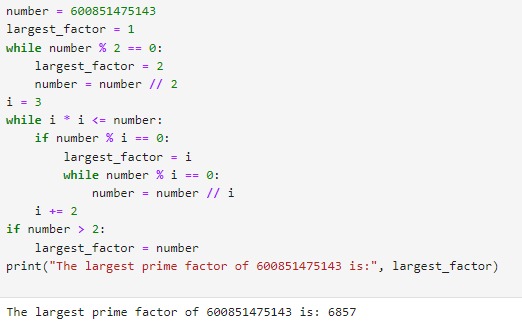 number = 600851475143
largest_factor = 1
while number % 2 == 0:
    largest_factor = 2
    number = number // 2
i = 3
while i * i <= number:
    if number % i == 0:
        largest_factor = i
        while number % i == 0:
            number = number // i
    i += 2
if number > 2:
    largest_factor = number
print("The largest prime factor of 600851475143 is:", largest_factor)
The largest prime factor of 600851475143 is: 6857